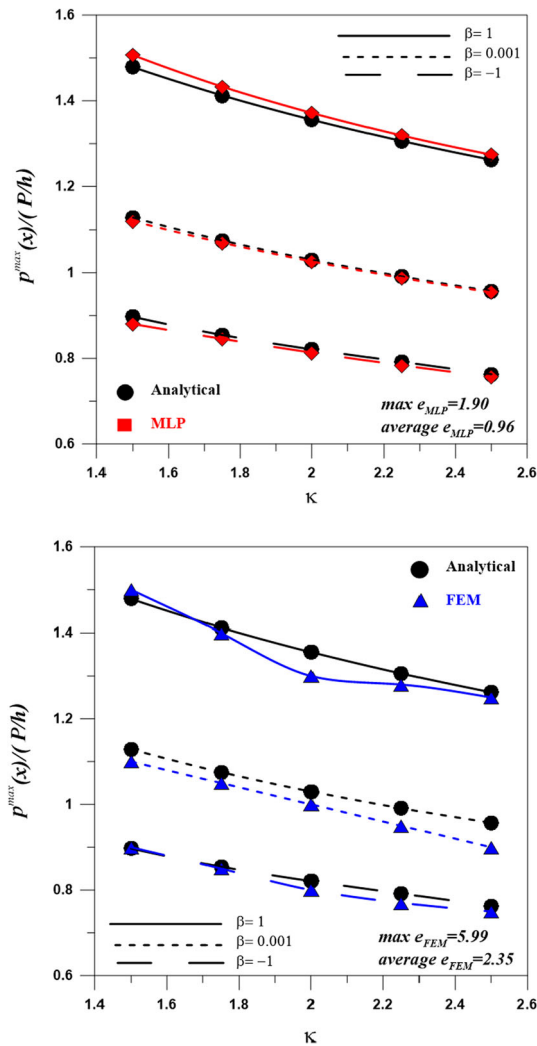 1.6
β= 1
β= 0.001
β= −1
1.4
1.2
p^max(x)/( P/h)
1
0.8
Analytical
MLP
max e_MLP=1.90
average e_MLP=0.96
0.6
1.4 1.6 1.8 2 2.2 2.4 2.6
κ
1.6
Analytical
FEM
1.4
1.2
p^max(x)/( P/h)
1
0.8
β= 1
β= 0.001
β= −1
max e_FEM=5.99
average e_FEM=2.35
0.6
1.4 1.6 1.8 2 2.2 2.4 2.6
κ